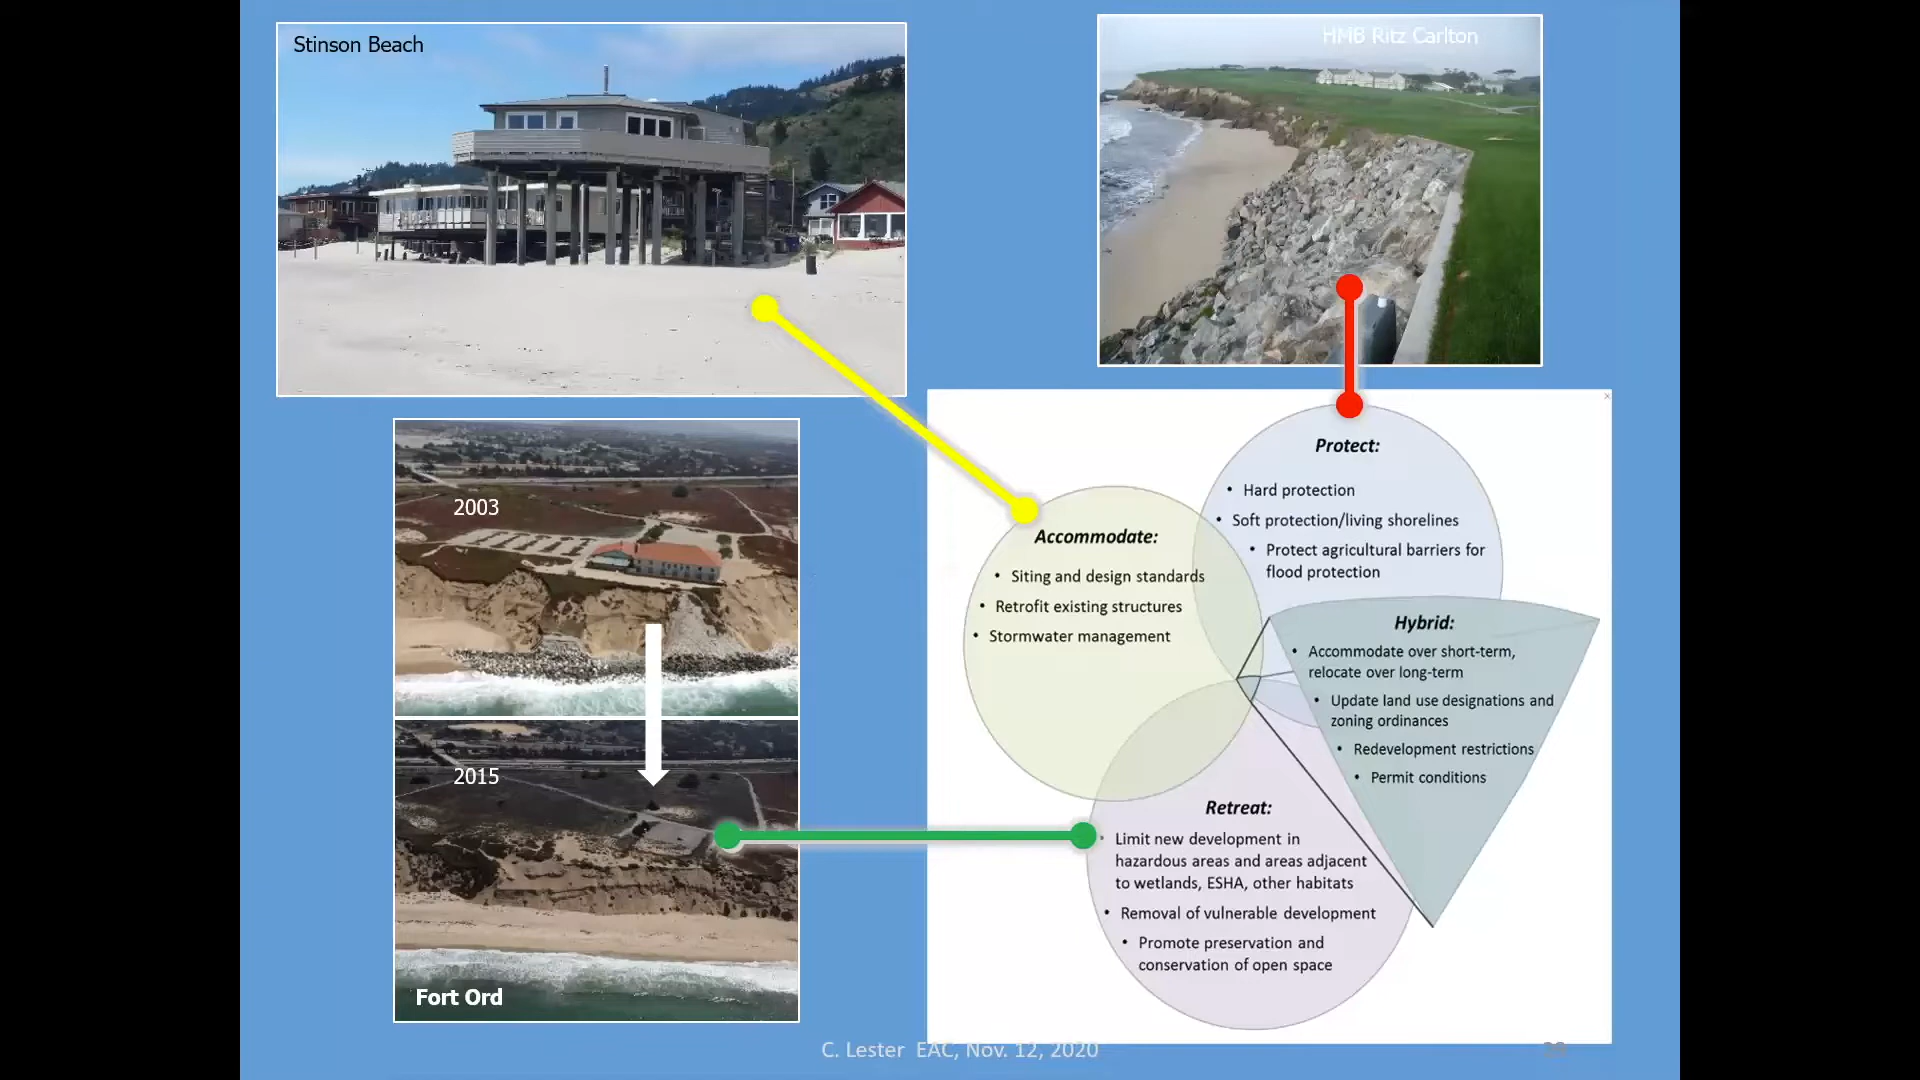 Stinson Beach
HMB Ritz Carlton
2003
2015
Fort Ord
Protect:
• Hard protection
• Soft protection/living shorelines
• Protect agricultural barriers for
flood protection
Accommodate:
• Siting and design standards
• Retrofit existing structures
• Stormwater management
Hybrid:
• Accommodate over short-term,
relocate over long-term
• Update land use designations and
zoning ordinances
• Redevelopment restrictions
• Permit conditions
Retreat:
• Limit new development in
hazardous areas and areas adjacent
to wetlands, ESHA, other habitats
• Removal of vulnerable development
• Promote preservation and
conservation of open space
C. Lester EAC, Nov. 12, 2020